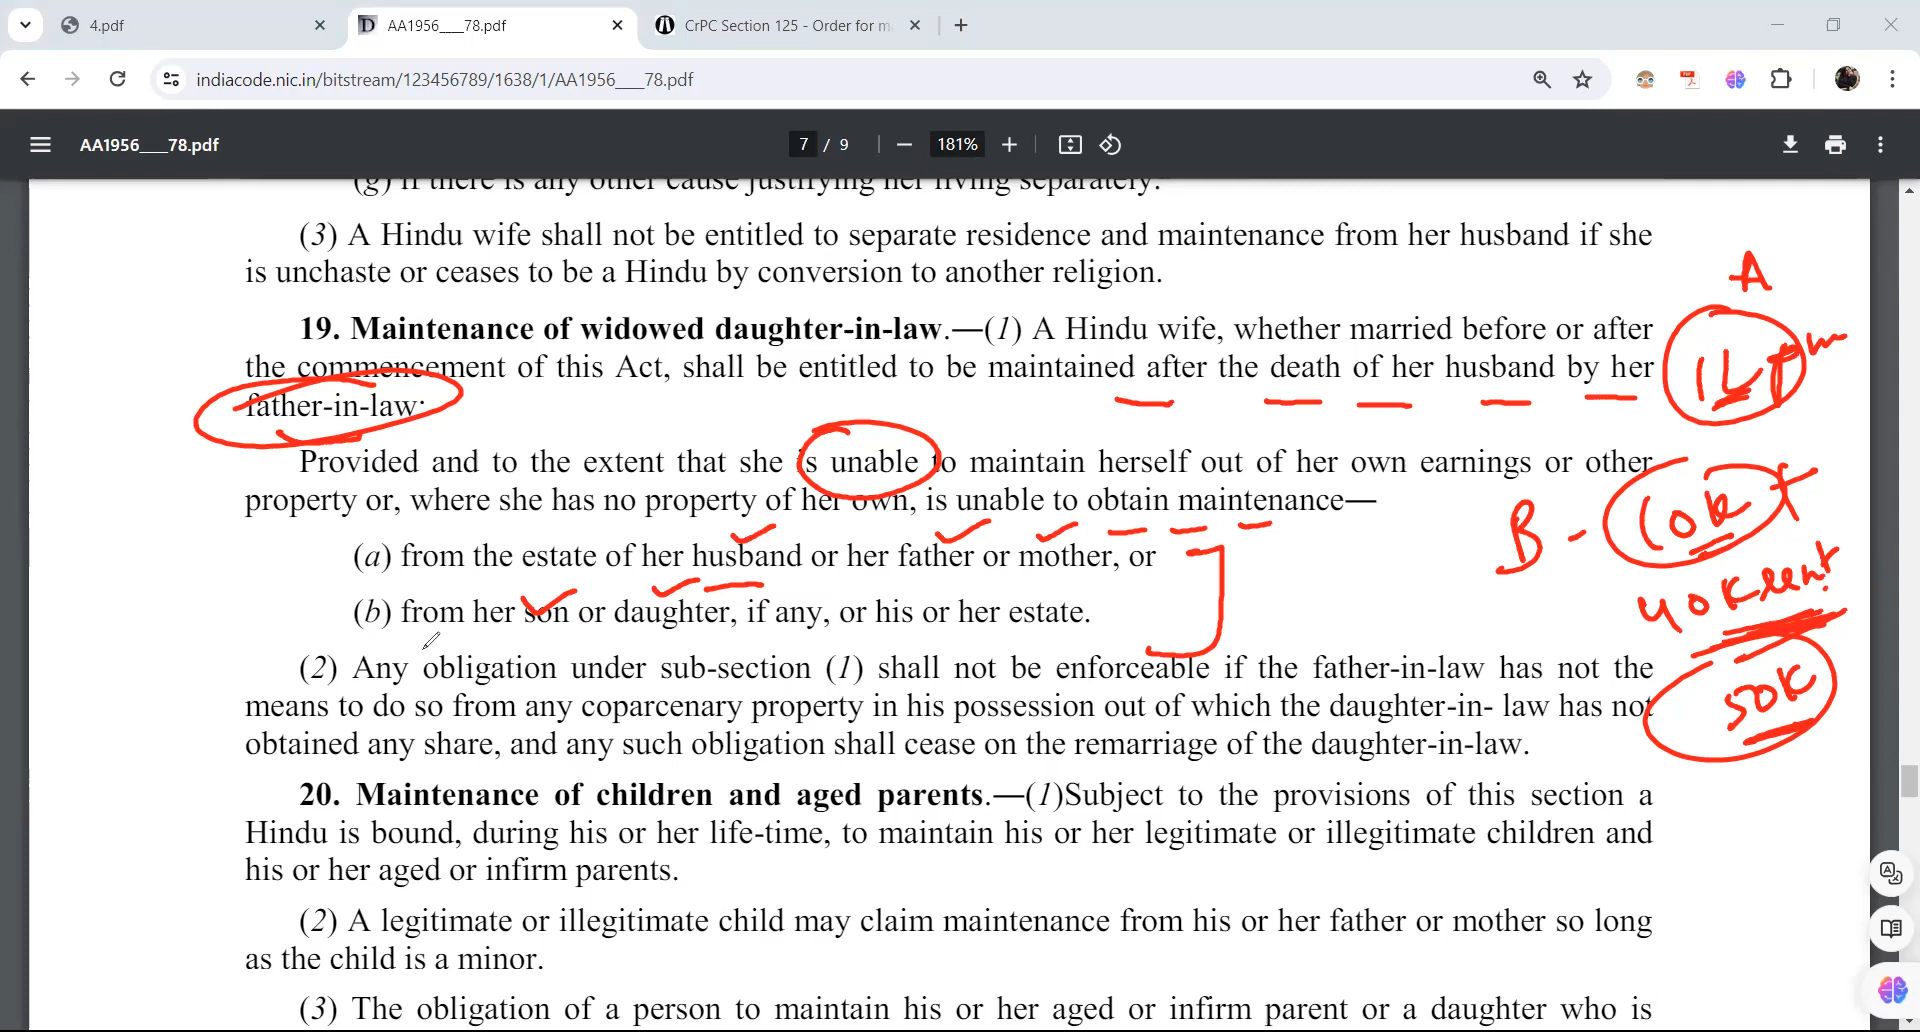 4.pdf
AA1956___78.pdf
CrPC Section 125 - Order for m
indiacode.nic.in/bitstream/123456789/1638/1/AA1956___78.pdf
AA1956___78.pdf
7 / 9
181%
(g) if there is any other cause justifying her living separately.
(3) A Hindu wife shall not be entitled to separate residence and maintenance from her husband if she
is unchaste or ceases to be a Hindu by conversion to another religion.
A
19. Maintenance of widowed daughter-in-law.—(1) A Hindu wife, whether married before or after
the commencement of this Act, shall be entitled to be maintained after the death of her husband by her
1L pm
father-in-law:
Provided and to the extent that she is unable to maintain herself out of her own earnings or other
property or, where she has no property of her own, is unable to obtain maintenance—
B - 10K +
(a) from the estate of her husband or her father or mother, or
40K rent
(b) from her son or daughter, if any, or his or her estate.
(2) Any obligation under sub-section (1) shall not be enforceable if the father-in-law has not the
means to do so from any coparcenary property in his possession out of which the daughter-in- law has not
50K
obtained any share, and any such obligation shall cease on the remarriage of the daughter-in-law.
20. Maintenance of children and aged parents.—(1)Subject to the provisions of this section a
Hindu is bound, during his or her life-time, to maintain his or her legitimate or illegitimate children and
his or her aged or infirm parents.
(2) A legitimate or illegitimate child may claim maintenance from his or her father or mother so long
as the child is a minor.
(3) The obligation of a person to maintain his or her aged or infirm parent or a daughter who is